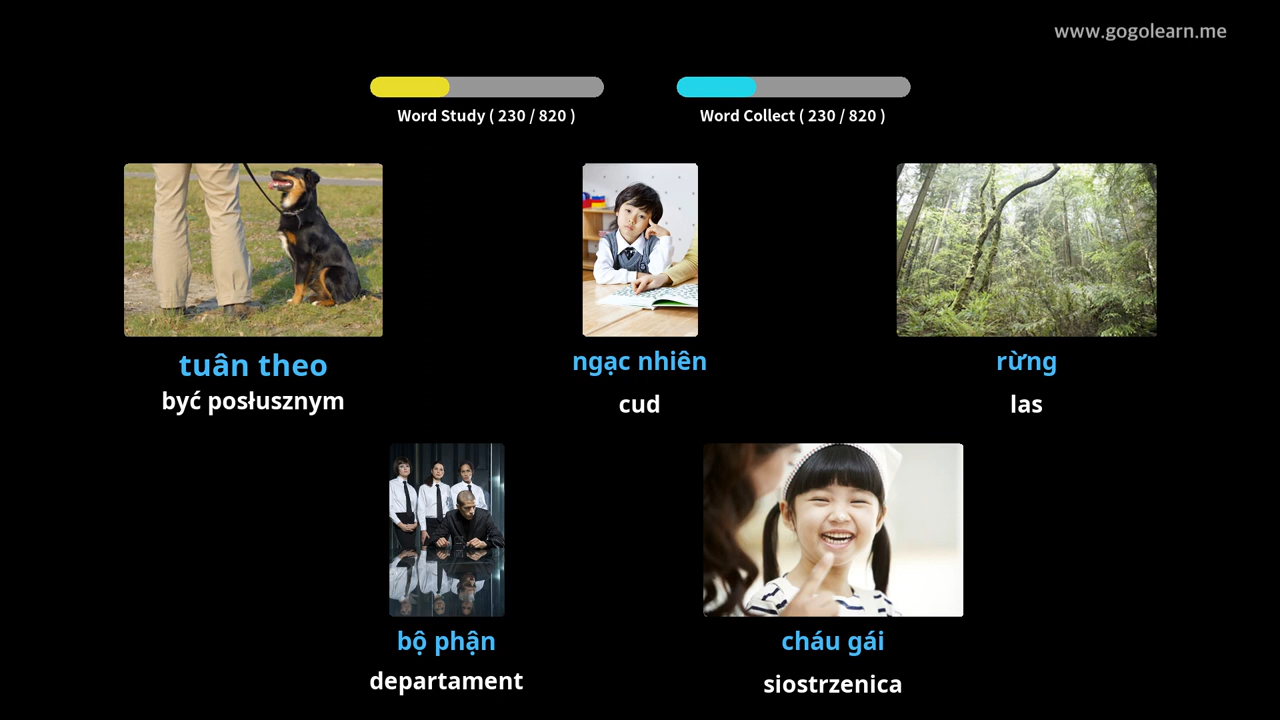 www.gogolearn.me
Word Study ( 230 / 820 )
Word Collect ( 230 / 820 )
tuân theo
być posłusznym
ngạc nhiên
cud
rừng
las
bộ phận
departament
cháu gái
siostrzenica